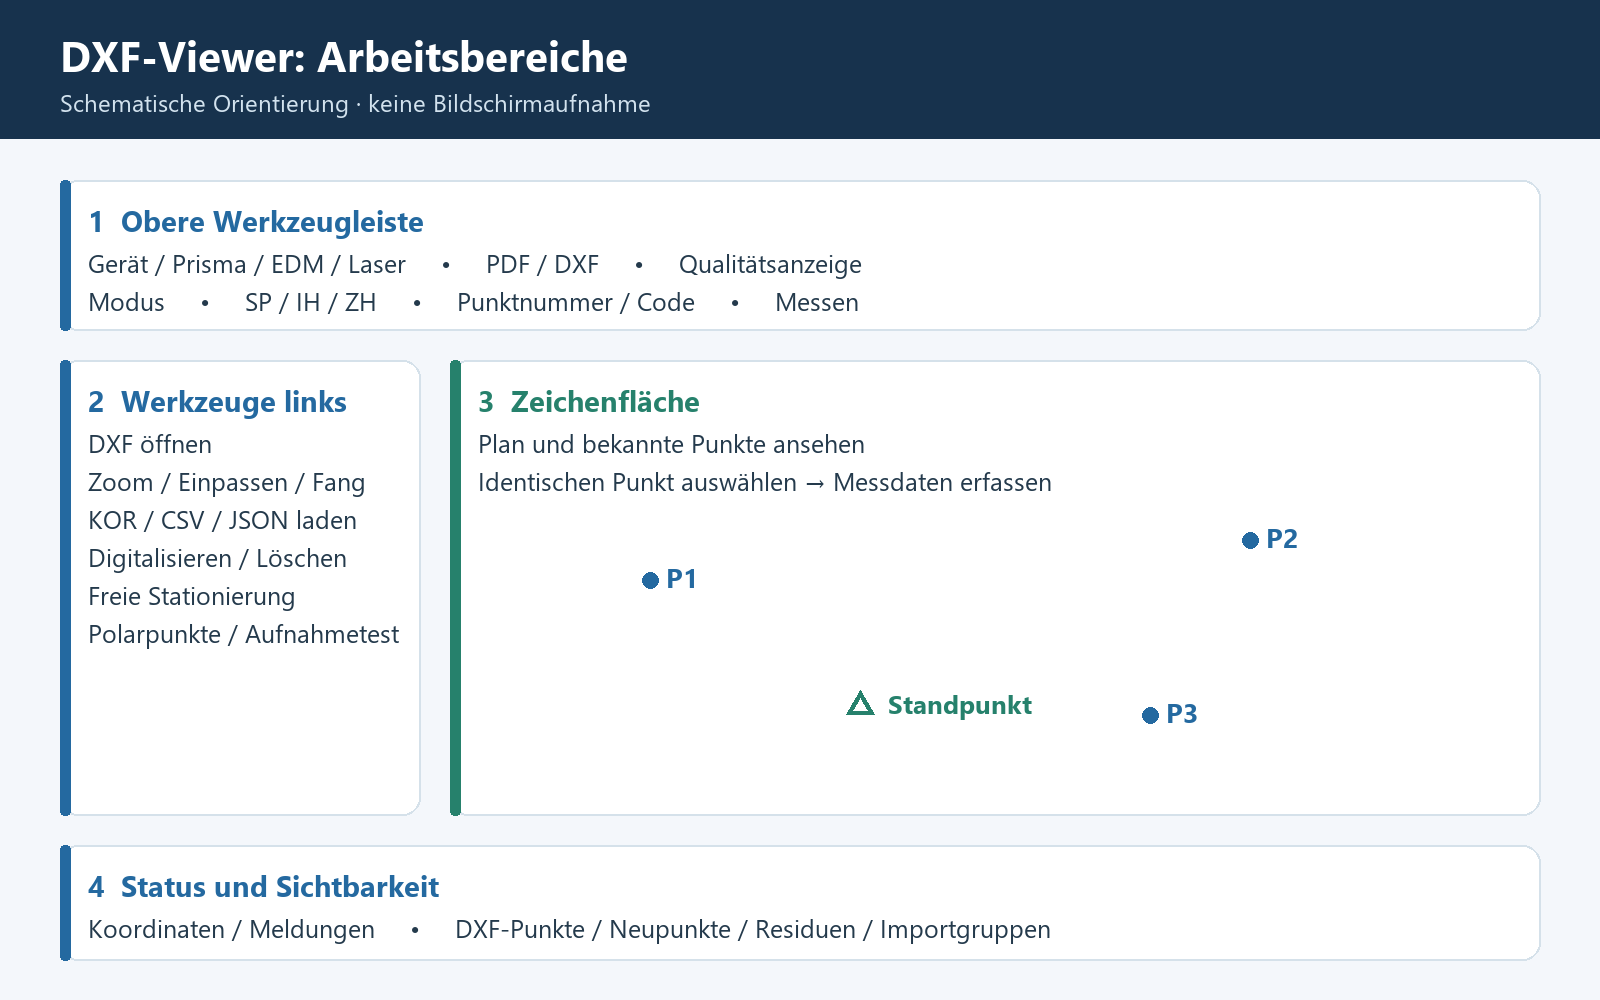 DXF-Viewer: Arbeitsbereiche
Schematische Orientierung · keine Bildschirmaufnahme
1 Obere Werkzeugleiste
Gerät / Prisma / EDM / Laser • PDF / DXF • Qualitätsanzeige
Modus • SP / IH / ZH • Punktnummer / Code • Messen
2 Werkzeuge links
DXF öffnen
Zoom / Einpassen / Fang
KOR / CSV / JSON laden
Digitalisieren / Löschen
Freie Stationierung
Polarpunkte / Aufnahmetest
3 Zeichenfläche
Plan und bekannte Punkte ansehen
Identischen Punkt auswählen → Messdaten erfassen
P2
P1
Standpunkt
P3
4 Status und Sichtbarkeit
Koordinaten / Meldungen • DXF-Punkte / Neupunkte / Residuen / Importgruppen